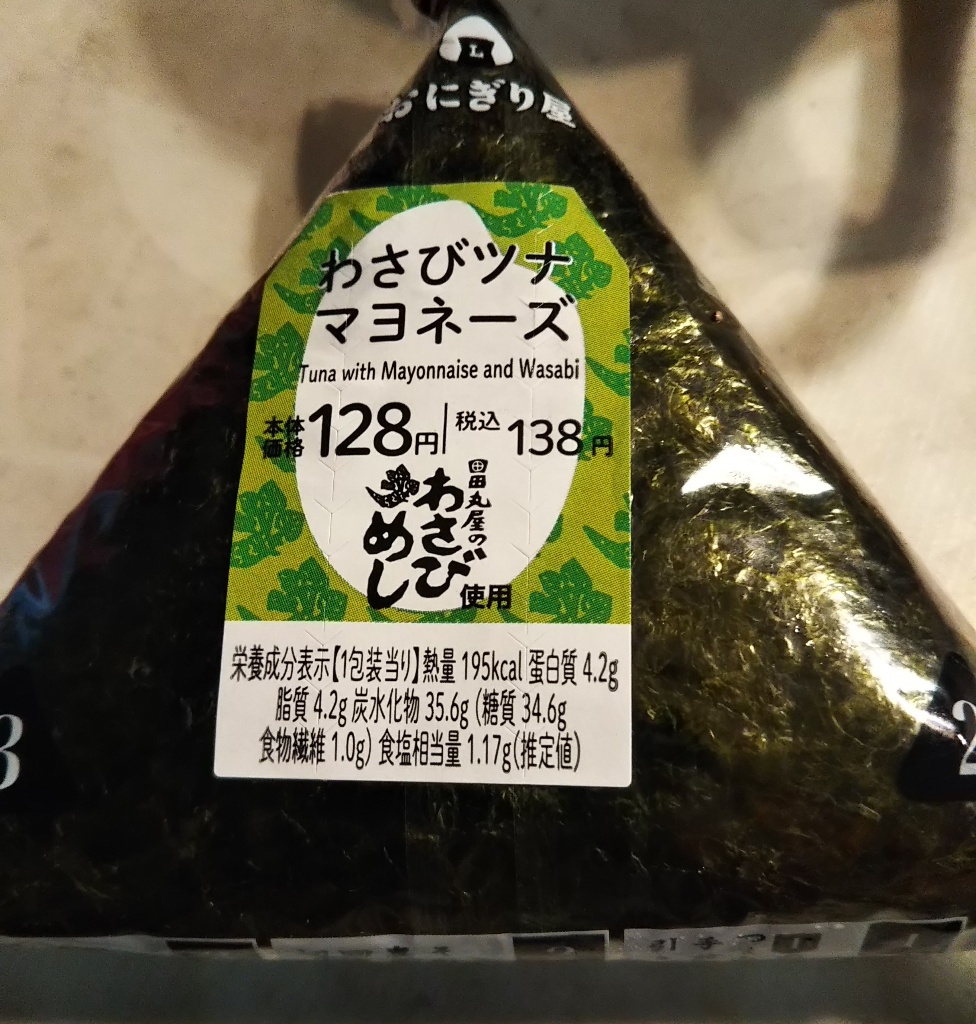 L
おにぎり屋
わさびツナ
マヨネーズ
Tuna with Mayonnaise and Wasabi
本体価格128円 税込138円
田丸屋の
わさび
めし
使用
栄養成分表示【1包装当り】熱量 195kcal 蛋白質 4.2g
脂質 4.2g 炭水化物 35.6g (糖質 34.6g
食物繊維 1.0g) 食塩相当量 1.17g(推定値)
3
2